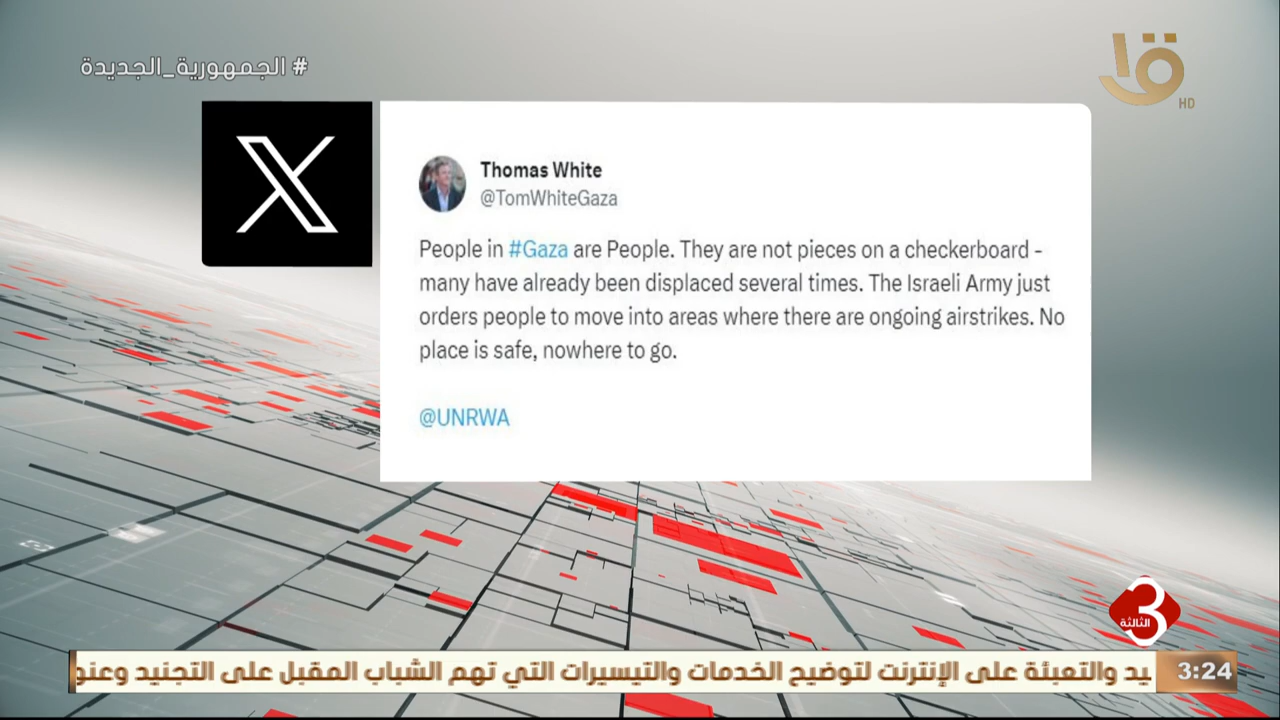 # الجمهورية_الجديدة
HD
Thomas White
@TomWhiteGaza
People in #Gaza are People. They are not pieces on a checkerboard -
many have already been displaced several times. The Israeli Army just
orders people to move into areas where there are ongoing airstrikes. No
place is safe, nowhere to go.
@UNRWA
3
الثالثة
يد والتعبئة على الإنترنت لتوضيح الخدمات والتيسيرات التي تهم الشباب المقبل على التجنيد وعنو
3:24